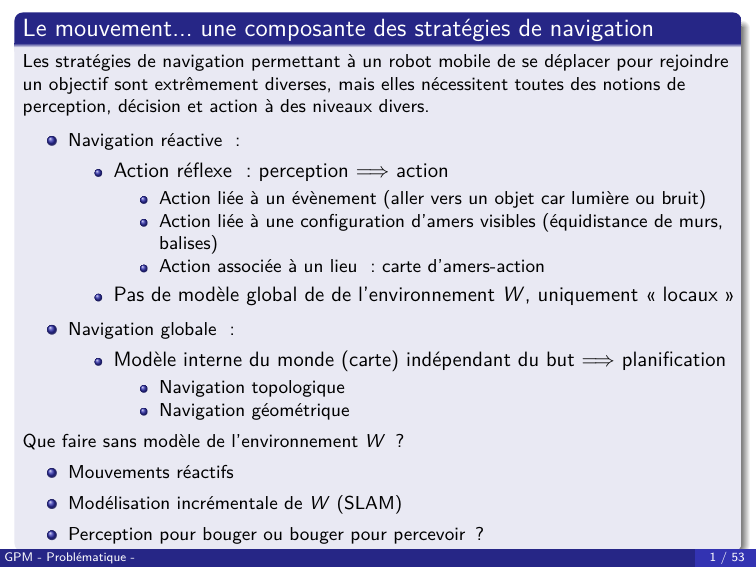 Le mouvement... une composante des stratégies de navigation
Les stratégies de navigation permettant à un robot mobile de se déplacer pour rejoindre
un objectif sont extrêmement diverses, mais elles nécessitent toutes des notions de
perception, décision et action à des niveaux divers.
Navigation réactive :
Action réflexe : perception ⟹ action
Action liée à un évènement (aller vers un objet car lumière ou bruit)
Action liée à une configuration d'amers visibles (équidistance de murs,
balises)
Action associée à un lieu : carte d'amers-action
Pas de modèle global de de l'environnement W, uniquement « locaux »
Navigation globale :
Modèle interne du monde (carte) indépendant du but ⟹ planification
Navigation topologique
Navigation géométrique
Que faire sans modèle de l'environnement W ?
Mouvements réactifs
Modélisation incrémentale de W (SLAM)
Perception pour bouger ou bouger pour percevoir ?
GPM - Problématique - 1 / 53